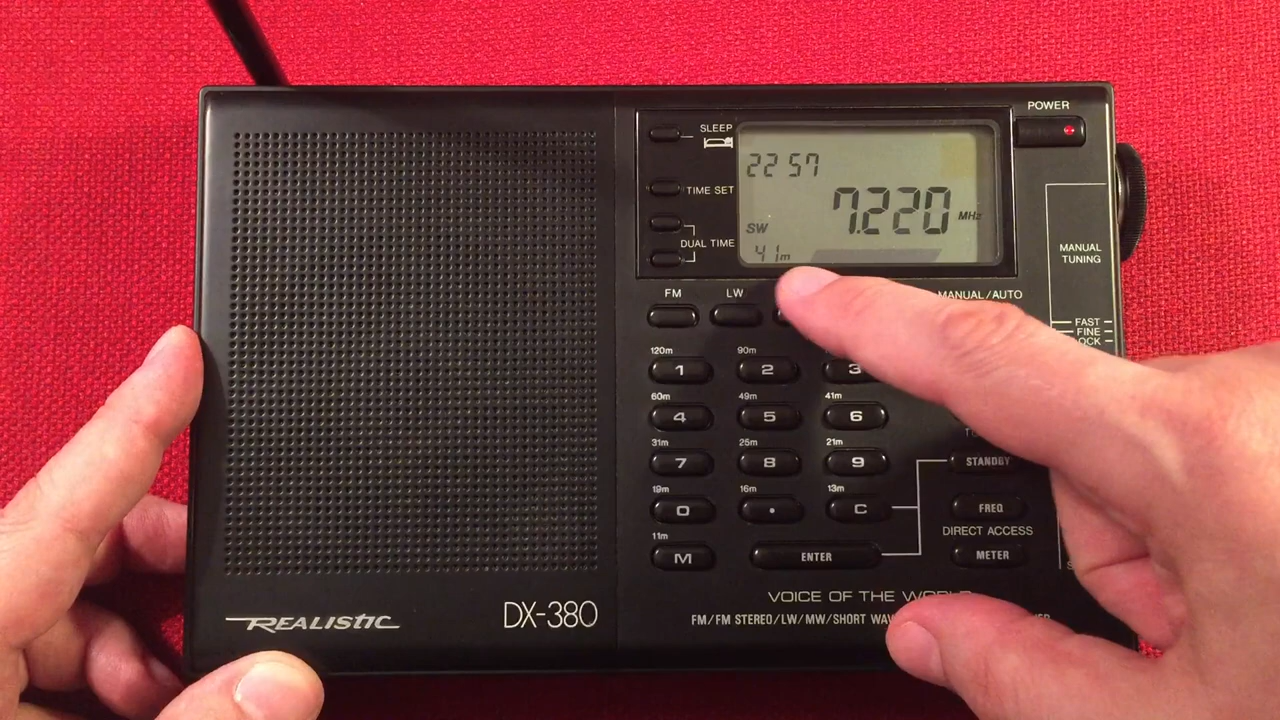 POWER
SLEEP
22 57
TIME SET
7.220 MHz
SW
DUAL TIME
41m
MANUAL
TUNING
FM LW MANUAL/AUTO
FAST
FINE
120m 90m
1 2 3
60m 49m 41m
4 5 6
31m 25m 21m
7 8 9 STANDBY
19m 16m 13m
0 . C FREQ
DIRECT ACCESS
11m
M ENTER METER
VOICE OF THE
REALISTIC DX-380
FM/FM STEREO/LW/MW/SHORT